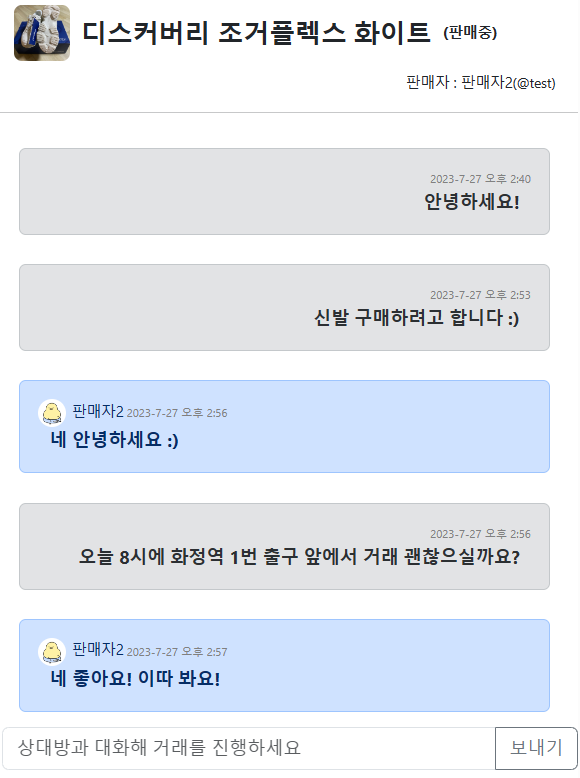 디스커버리 조거플렉스 화이트 (판매중)
판매자 : 판매자2(@test)
2023-7-27 오후 2:40
안녕하세요!
2023-7-27 오후 2:53
신발 구매하려고 합니다 :)
판매자2 2023-7-27 오후 2:56
네 안녕하세요 :)
2023-7-27 오후 2:56
오늘 8시에 화정역 1번 출구 앞에서 거래 괜찮으실까요?
판매자2 2023-7-27 오후 2:57
네 좋아요! 이따 봐요!
상대방과 대화해 거래를 진행하세요 보내기